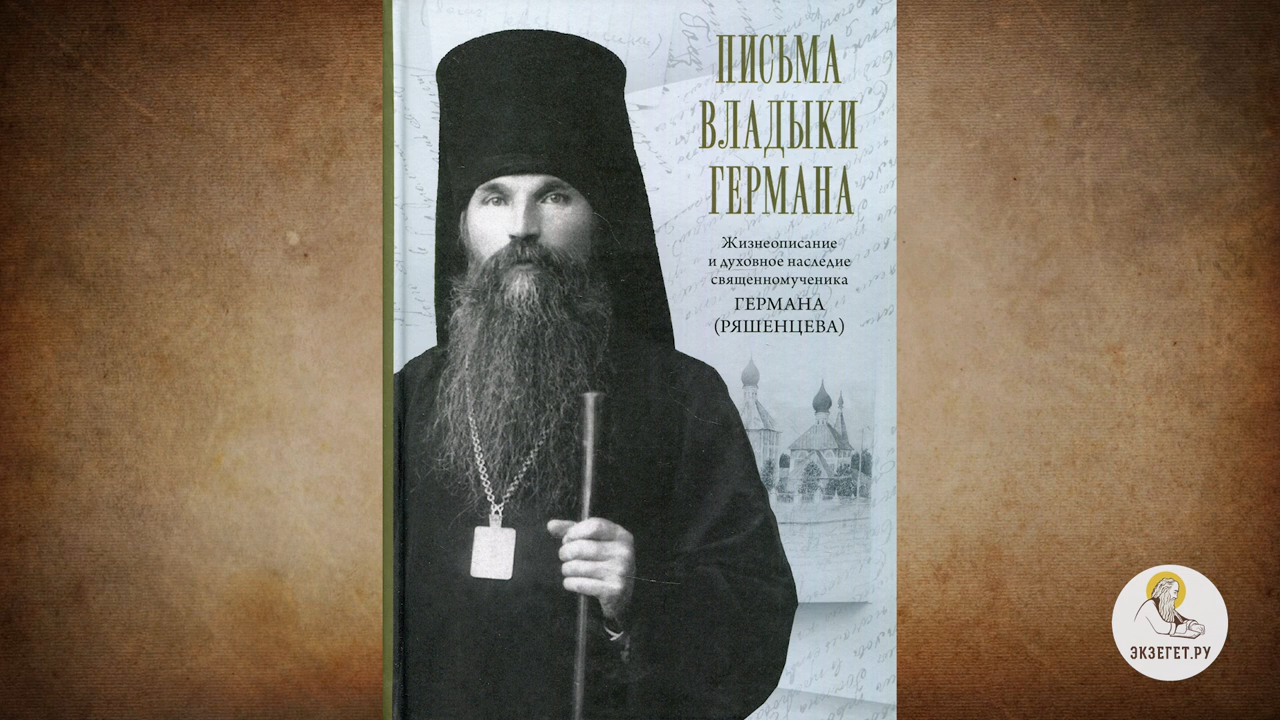 ПИСЬМА
ВЛАДЫКИ
ГЕРМАНА
Жизнеописание
и духовное наследие
священномученика
ГЕРМАНА
(РЯШЕНЦЕВА)
ЭКЗЕГЕТ.РУ